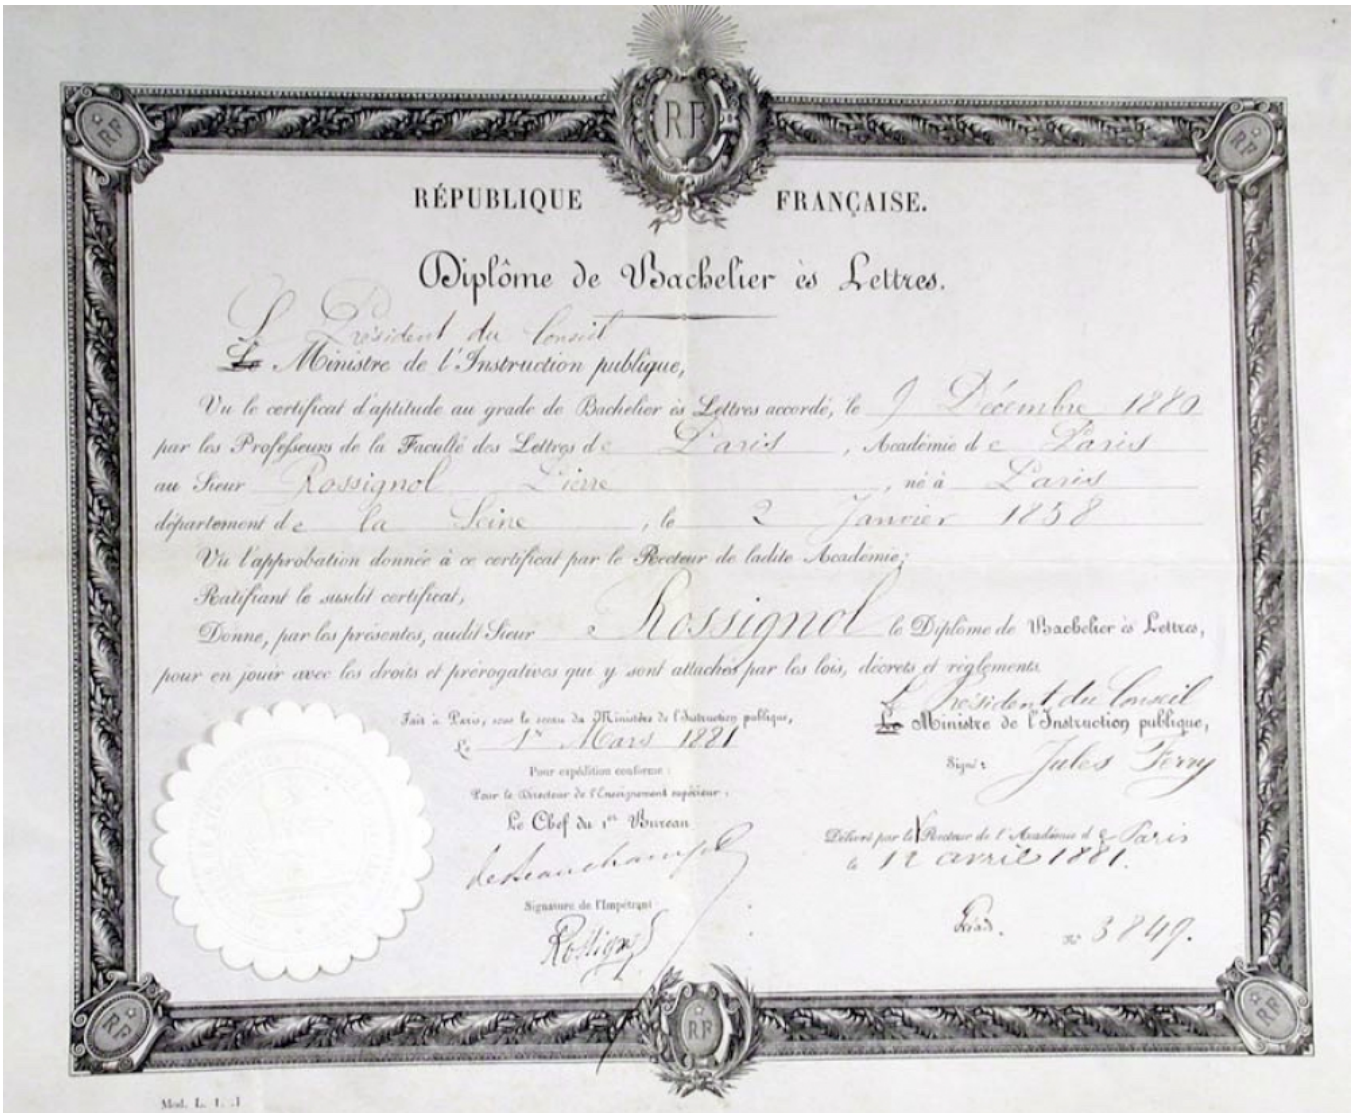 RF
RF
RF
RÉPUBLIQUE FRANÇAISE.
Diplôme de Bachelier ès Lettres.
L Président du Conseil
Le Ministre de l'Instruction publique,
Vu le certificat d'aptitude au grade de Bachelier ès Lettres accordé, le 9 Décembre 1880
par les Professeurs de la Faculté des Lettres de Paris, Académie de Paris
au Sieur Rossignol Pierre, né à Paris
département de la Seine, le 2 Janvier 1858
Vu l'approbation donnée à ce certificat par le Recteur de ladite Académie;
Ratifiant le susdit certificat,
Donne, par les présentes, audit Sieur Rossignol le Diplôme de Bachelier ès Lettres,
pour en jouir avec les droits et prérogatives qui y sont attachés par les lois, décrets et règlements.
Fait à Paris, sous le sceau du Ministère de l'Instruction publique,
Le 1er Mars 1881
Pour expédition conforme :
Pour le Directeur de l'Enseignement supérieur :
Le Chef du 1er Bureau
de Beauchamp
Signature de l'Impétrant
Rossignol
L Président du Conseil
Le Ministre de l'Instruction publique,
Signé : Jules Ferry
Délivré par le Recteur de l'Académie de Paris
le 12 avril 1881.
No 3849.
RF
RF
RF
Mod. L. 1.